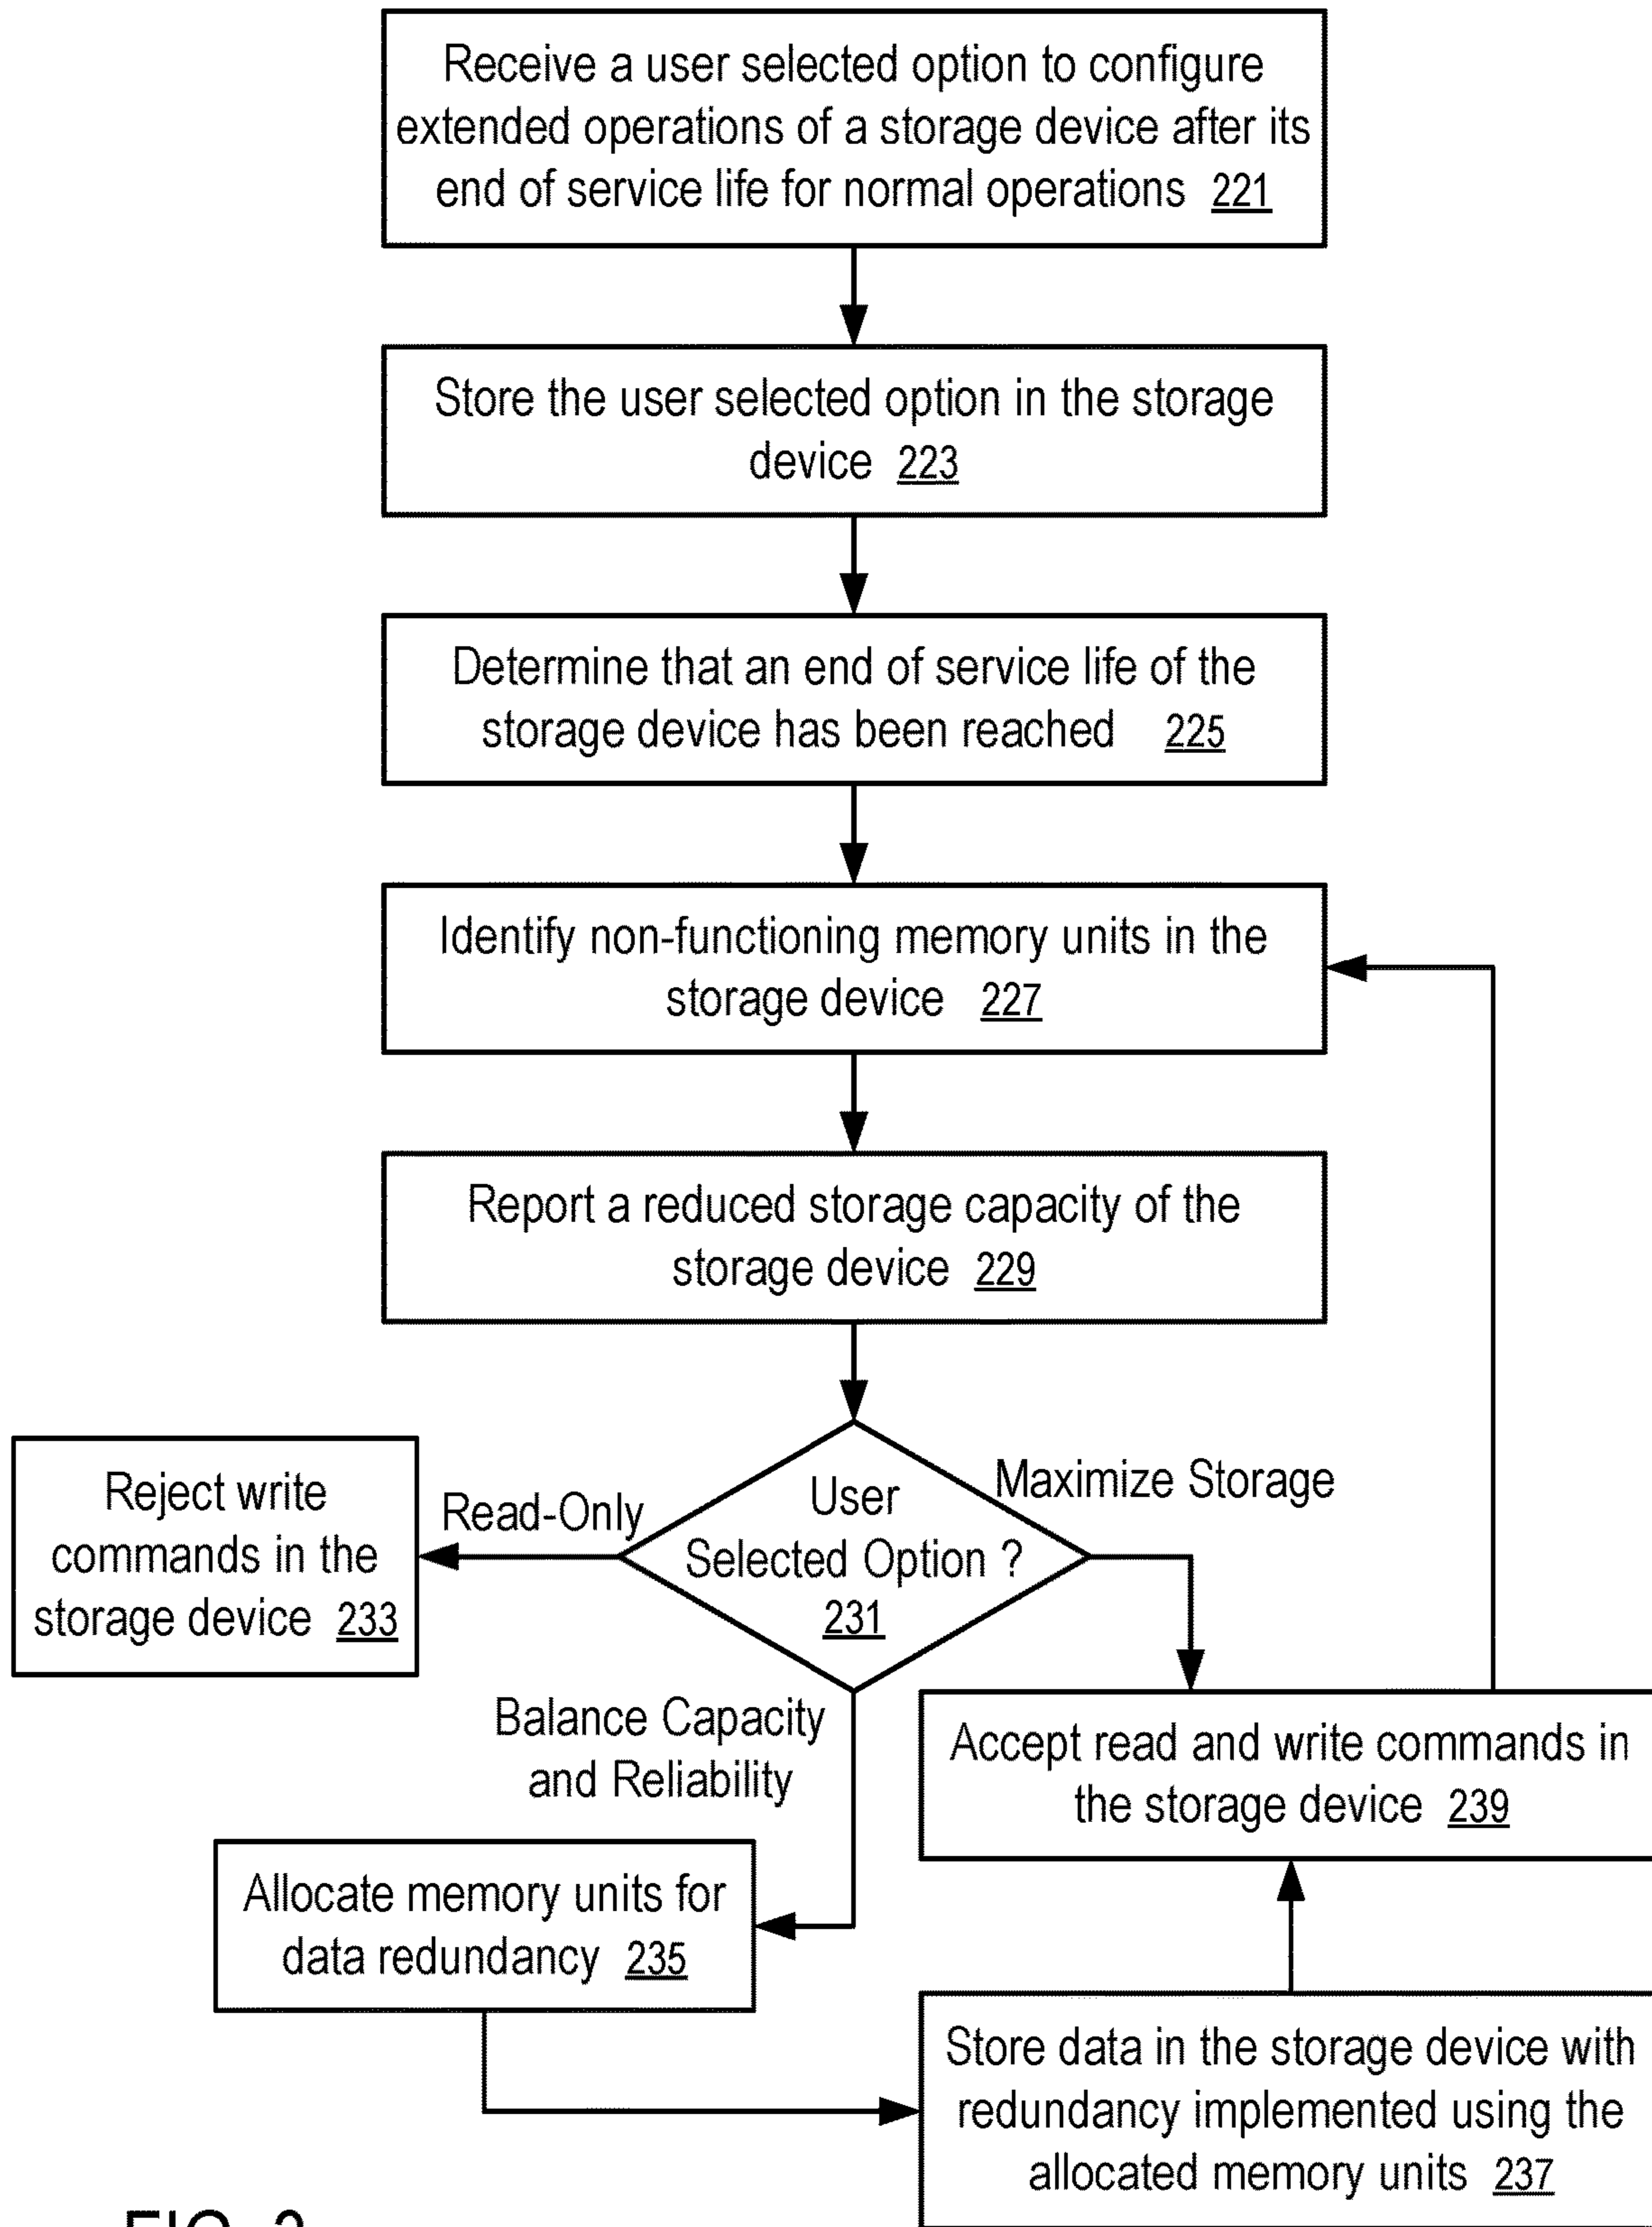 Receive a user selected option to configure
extended operations of a storage device after its
end of service life for normal operations 221
Store the user selected option in the storage
device 223
Determine that an end of service life of the
storage device has been reached 225
Identify non-functioning memory units in the
storage device 227
Report a reduced storage capacity of the
storage device 229
User
Selected Option ?
231
Read-Only
Maximize Storage
Reject write
commands in the
storage device 233
Balance Capacity
and Reliability
Accept read and write commands in
the storage device 239
Allocate memory units for
data redundancy 235
Store data in the storage device with
redundancy implemented using the
allocated memory units 237